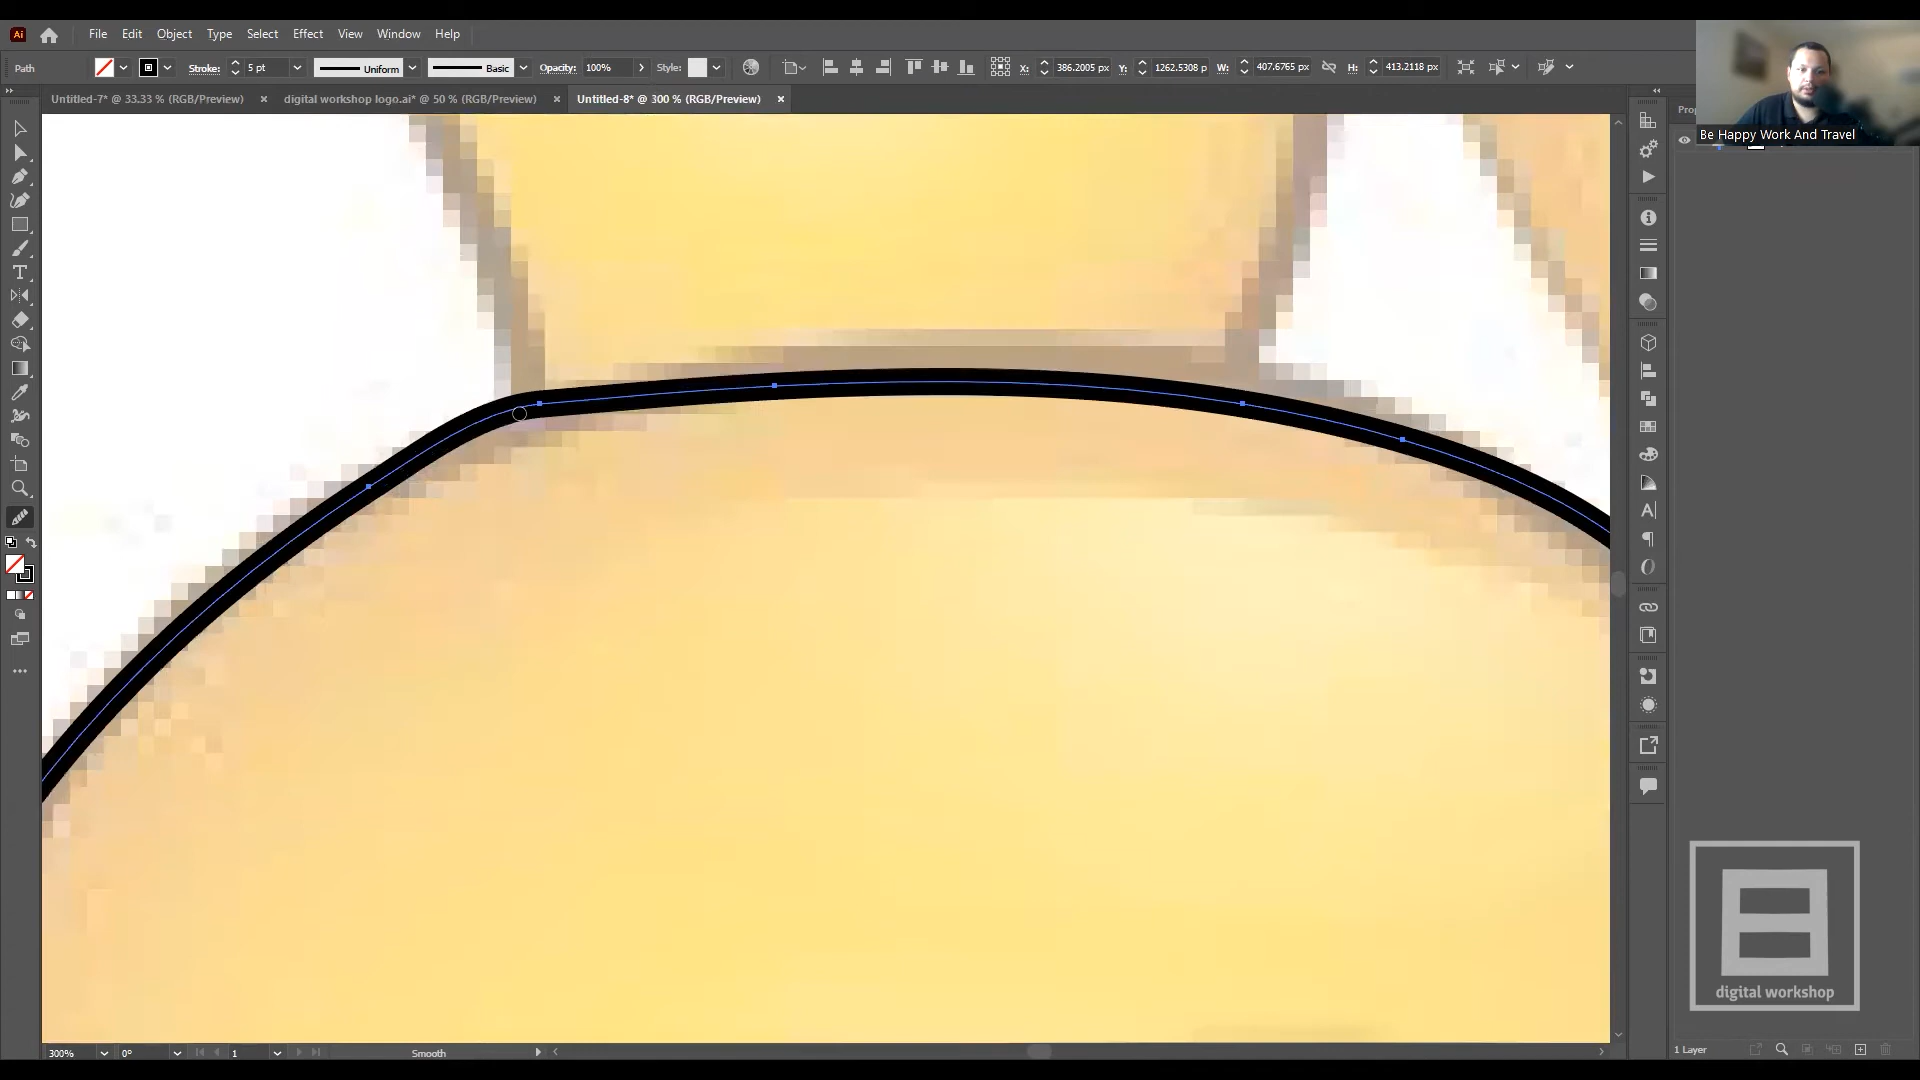 Ai File Edit Object Type Select Effect View Window Help
Path Stroke: 5 pt Uniform Basic Opacity: 100% Style: X: 386.2005 px Y: 1262.5308 p W: 407.6765 px H: 413.2118 px
Untitled-7* @ 33.33 % (RGB/Preview) digital workshop logo.ai* @ 50 % (RGB/Preview) Untitled-8* @ 300 % (RGB/Preview)
Be Happy Work And Travel
digital workshop
300% 0° 1 Smooth
1 Layer